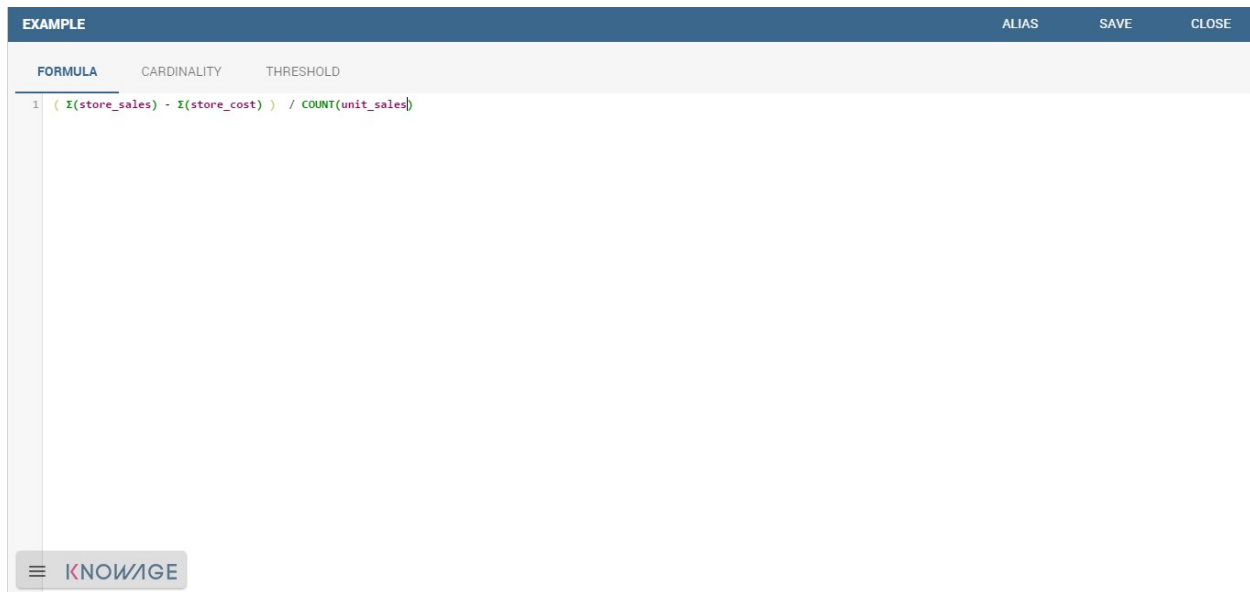 EXAMPLE ALIAS SAVE CLOSE
FORMULA CARDINALITY THRESHOLD
1 ( Σ(store_sales) - Σ(store_cost) ) / COUNT(unit_sales)
KNOWAGE